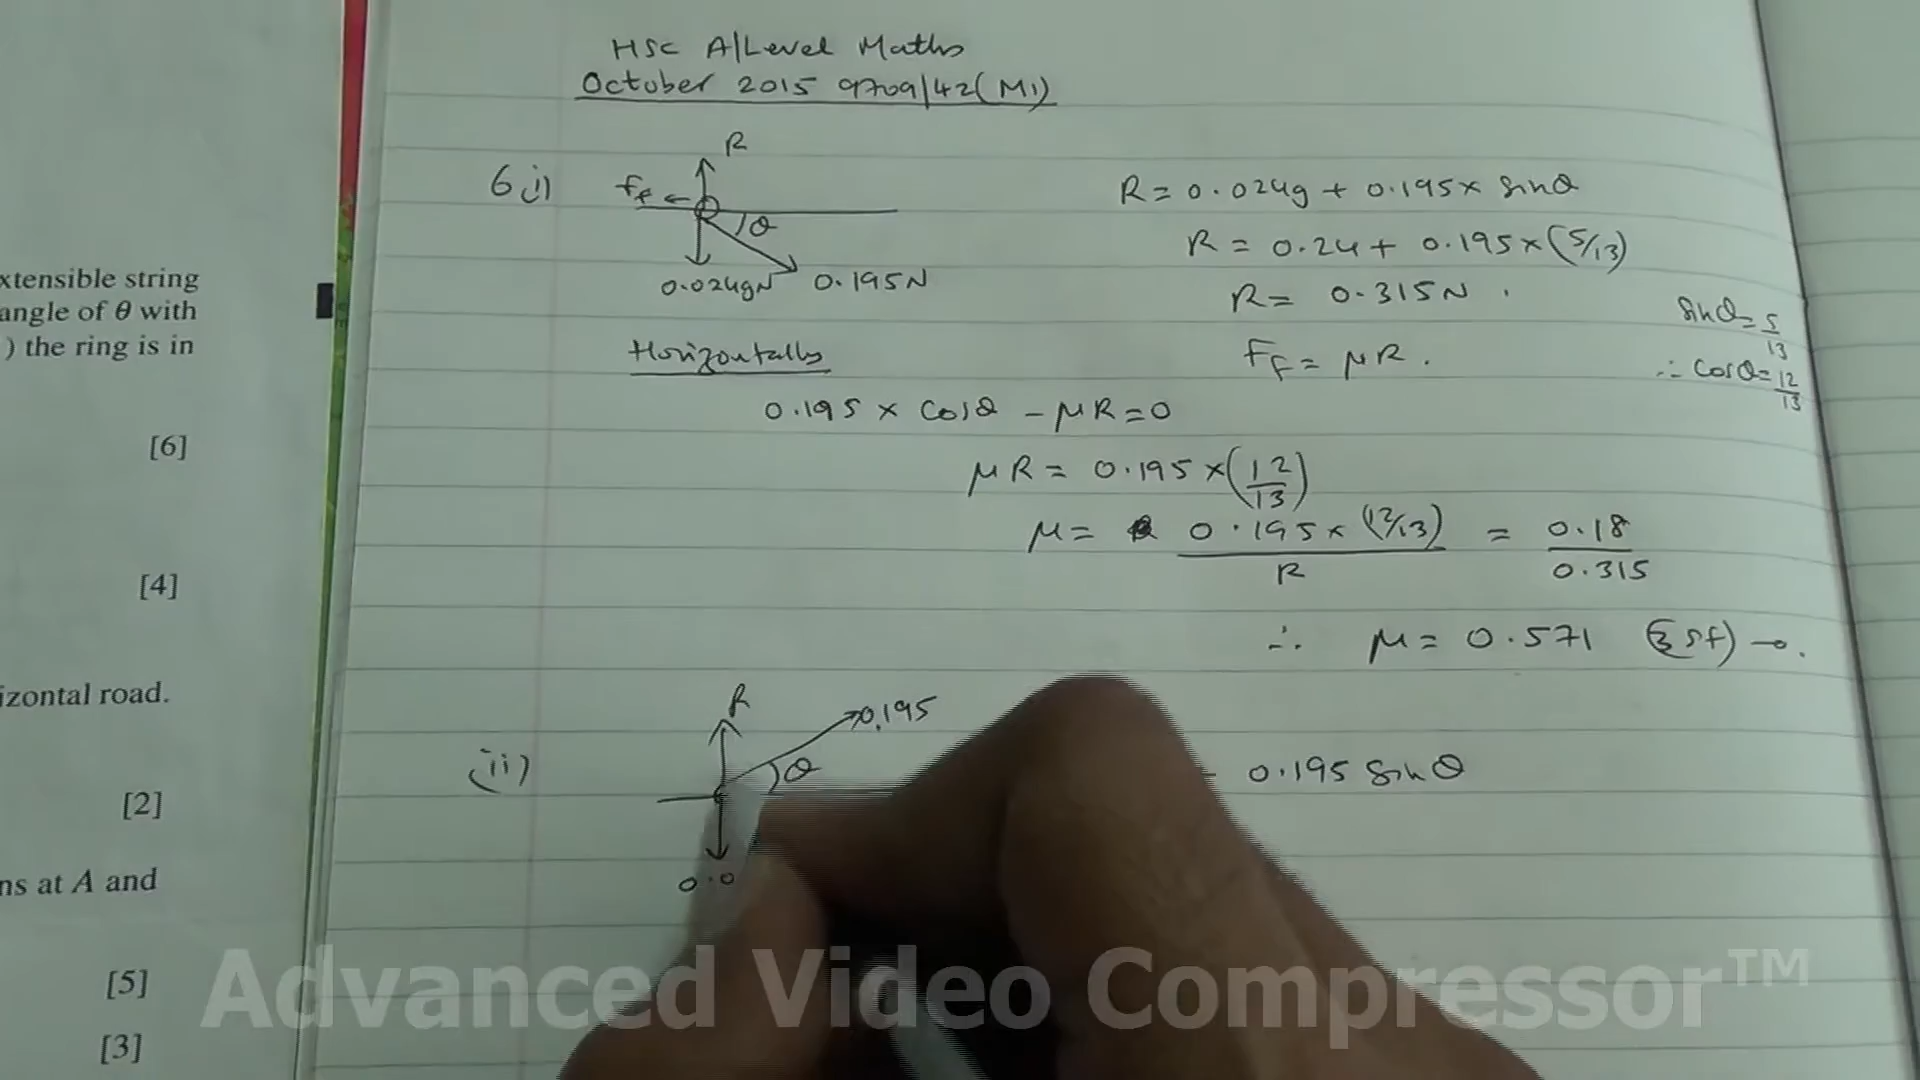 HSC A/Level Maths
October 2015 9709/42(M1)
6 i)
R
Ff
θ
0.024gN 0.195N
R = 0.024g + 0.195 x sinθ
R = 0.24 + 0.195 x (5/13)
R = 0.315N .
Ff = μR .
sinθ = 5/13
∴ cosθ = 12/13
Horizontally
0.195 x cosθ - μR = 0
μR = 0.195 x (12/13)
μ = 0.195 x (12/13) / R = 0.18 / 0.315
∴ μ = 0.571 (3 sf)
(ii)
R
0.195
θ
0.0
- 0.195 sinθ
xtensible string
angle of θ with
) the ring is in
[6]
[4]
izontal road.
[2]
ns at A and
[5]
[3]
Advanced Video Compressor™